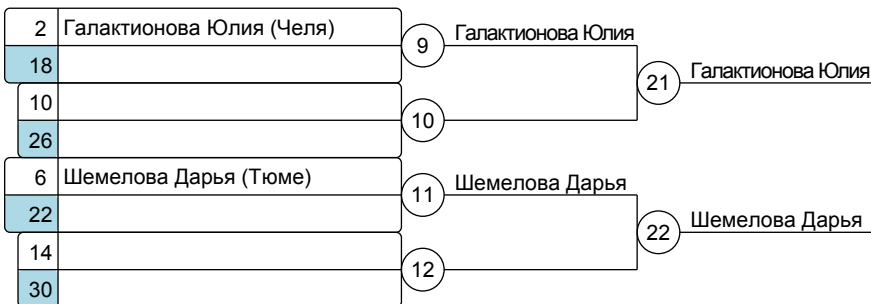 2 Галактионова Юлия (Челя)
18
10
26
6 Шемелова Дарья (Тюме)
22
14
30
9 Галактионова Юлия
10
11 Шемелова Дарья
12
21 Галактионова Юлия
22 Шемелова Дарья